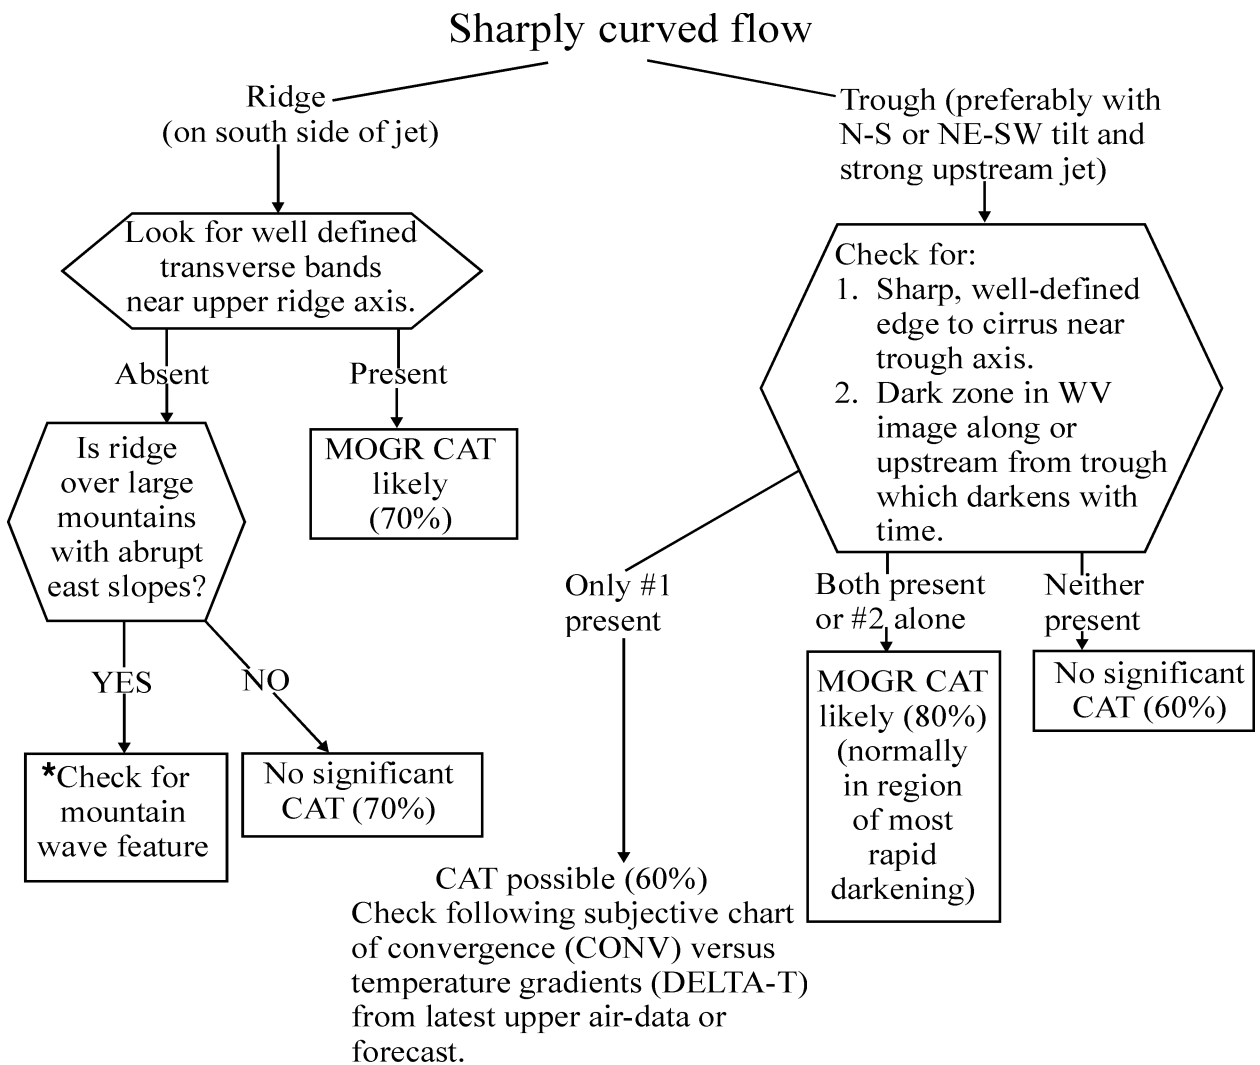 Sharply curved flow
Ridge
(on south side of jet)
Trough (preferably with
N-S or NE-SW tilt and
strong upstream jet)
Look for well defined
transverse bands
near upper ridge axis.
Absent
Present
Is ridge
over large
mountains
with abrupt
east slopes?
MOGR CAT
likely
(70%)
YES
NO
*Check for
mountain
wave feature
No significant
CAT (70%)
Check for:
1. Sharp, well-defined
edge to cirrus near
trough axis.
2. Dark zone in WV
image along or
upstream from trough
which darkens with
time.
Only #1
present
Both present
or #2 alone
Neither
present
CAT possible (60%)
Check following subjective chart
of convergence (CONV) versus
temperature gradients (DELTA-T)
from latest upper air-data or
forecast.
MOGR CAT
likely (80%)
(normally
in region
of most
rapid
darkening)
No significant
CAT (60%)